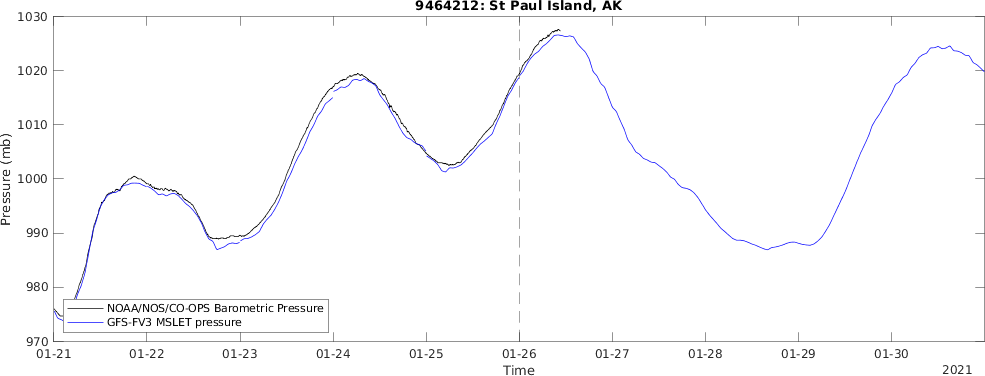 9464212: St Paul Island, AK
Pressure (mb)
1030
1020
1010
1000
990
980
970
NOAA/NOS/CO-OPS Barometric Pressure
GFS-FV3 MSLET pressure
01-21 01-22 01-23 01-24 01-25 01-26 01-27 01-28 01-29 01-30
Time
2021